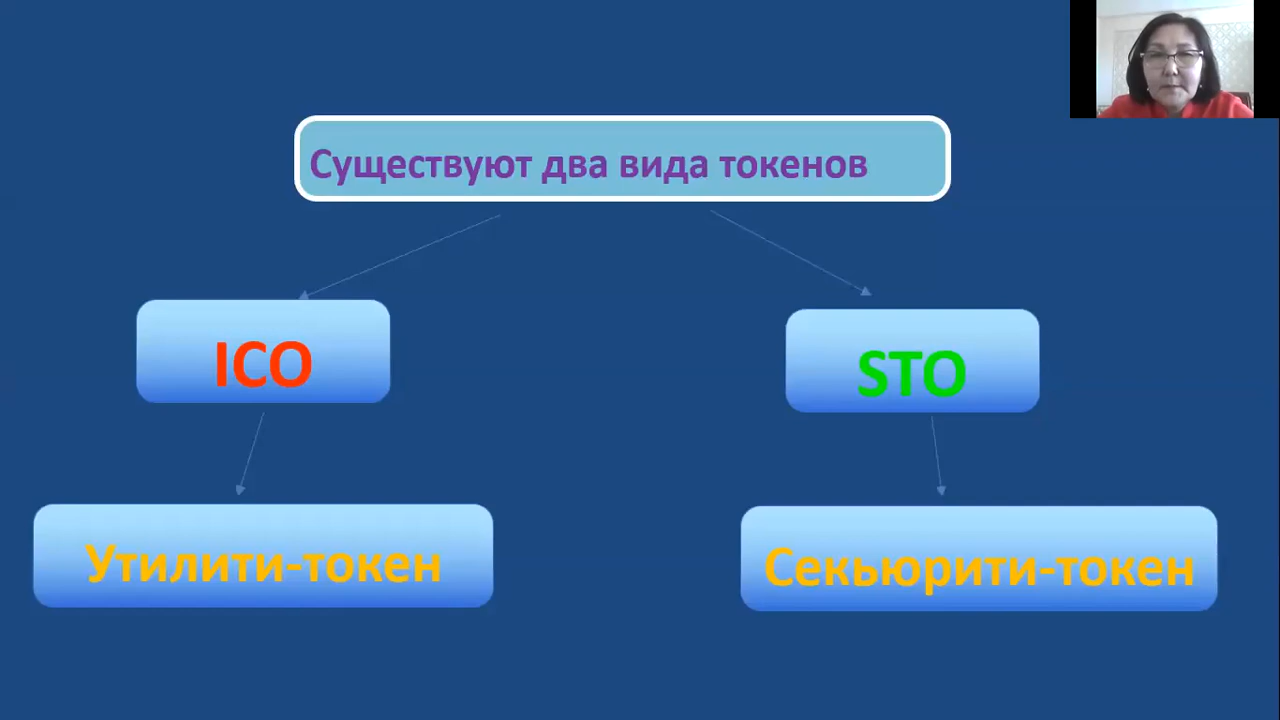 Существуют два вида токенов
ICO
STO
Утилити-токен
Секьюрити-токен